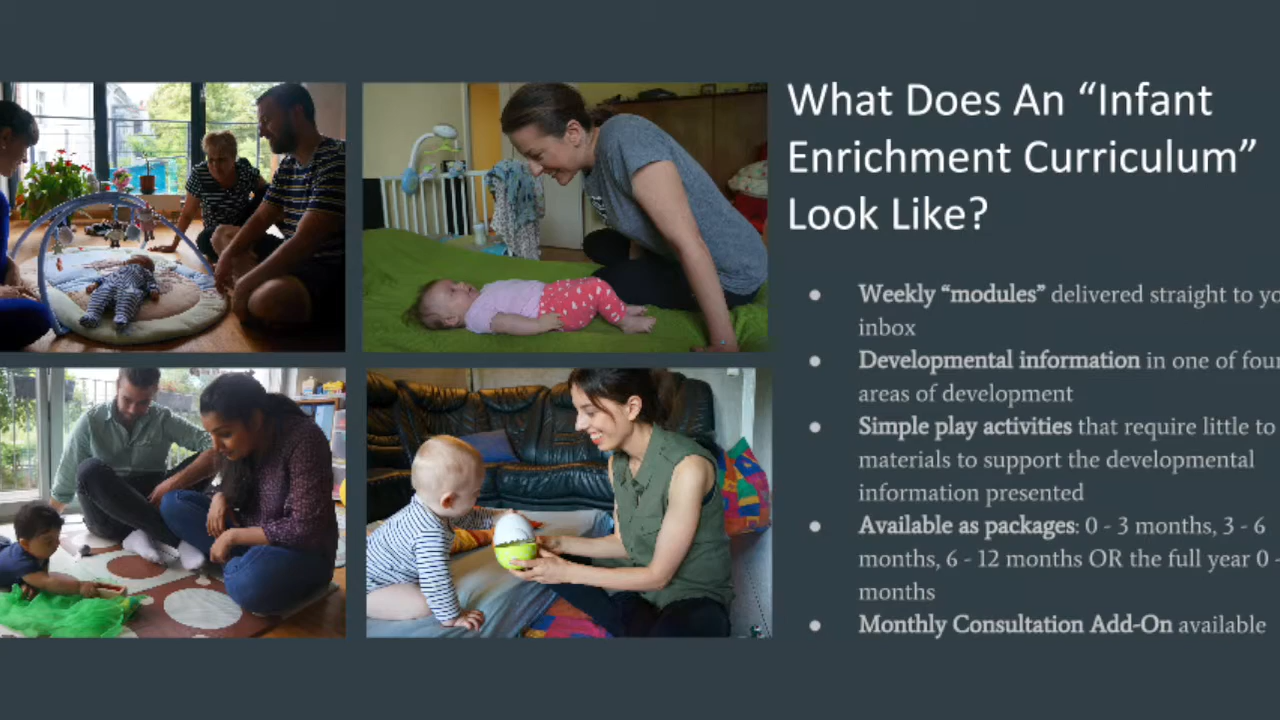 What Does An “Infant
Enrichment Curriculum”
Look Like?
● Weekly “modules” delivered straight to
inbox
● Developmental information in one of four
areas of development
● Simple play activities that require little to
materials to support the developmental
information presented
● Available as packages: 0 - 3 months, 3 - 6
months, 6 - 12 months OR the full year 0 -
months
● Monthly Consultation Add-On available